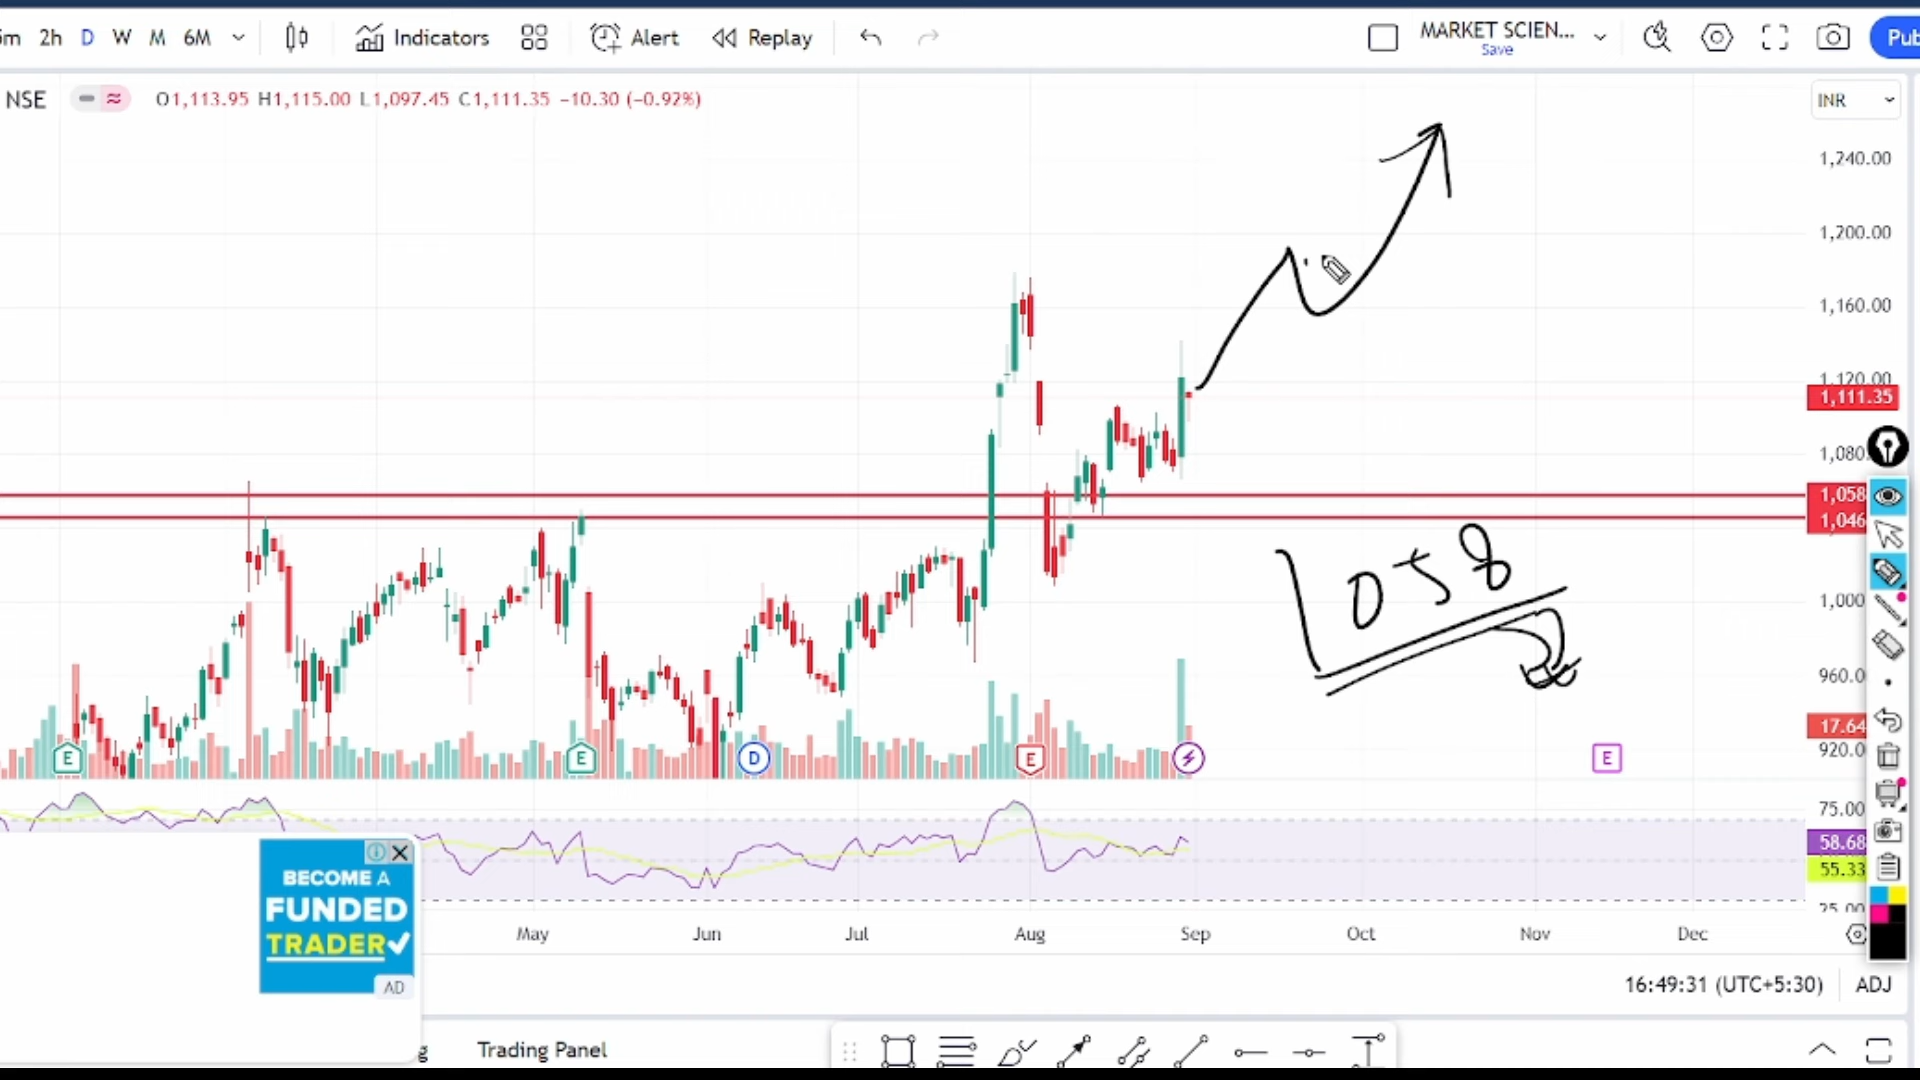 5m 2h D W M 6M Indicators Alert Replay MARKET SCIEN... Save Pub
NSE O1,113.95 H1,115.00 L1,097.45 C1,111.35 −10.30 (−0.92%) INR
1,240.00
1,200.00
1,160.00
1,120.00
1,111.35
1,080.
1,058
1,046
1058
1,000
960.0
17.64
920.0
E E D E E
75.00
58.68
55.33
25.00
BECOME A
FUNDED
TRADER
AD
May Jun Jul Aug Sep Oct Nov Dec
16:49:31 (UTC+5:30) ADJ
g Trading Panel